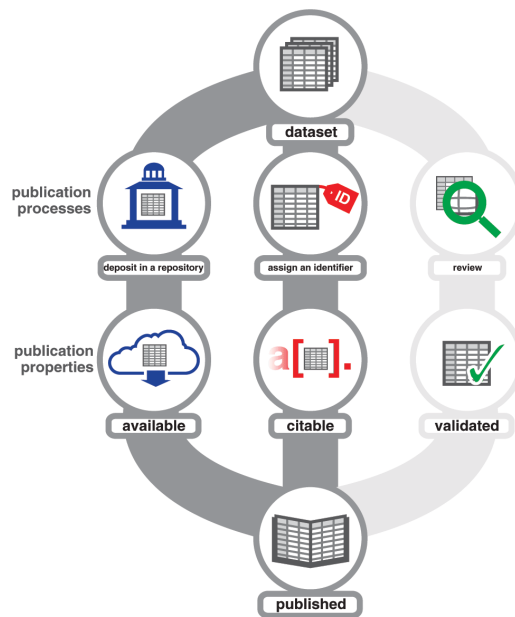 dataset
publication
processes
ID
deposit in a repository
assign an identifier
review
publication
properties
a[ ].
available
citable
validated
published